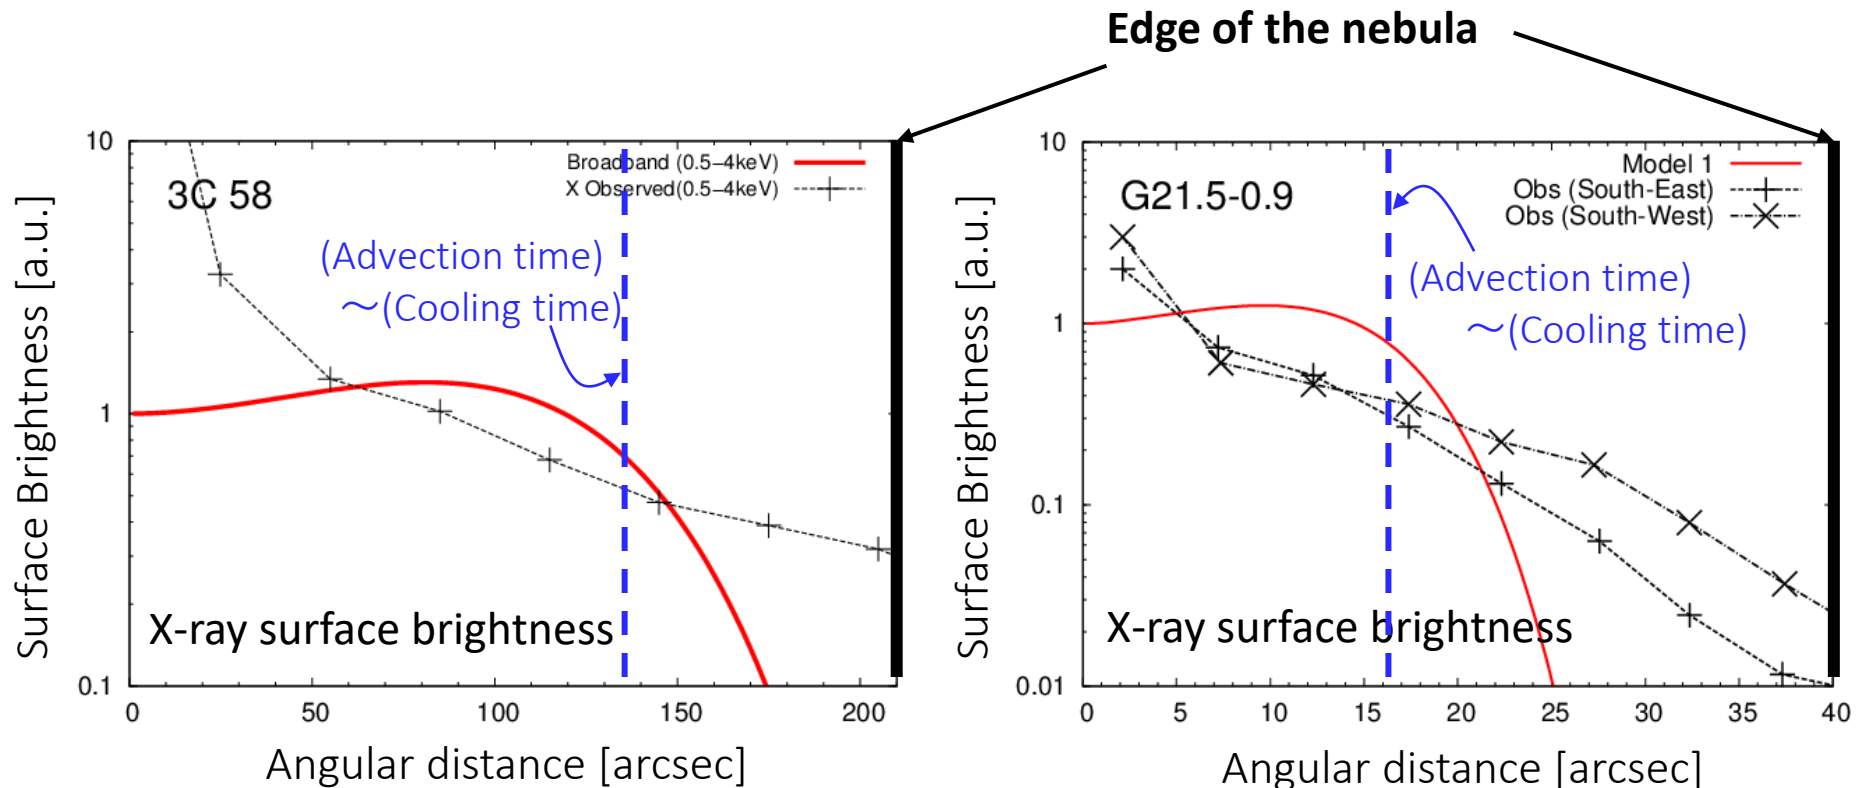 Edge of the nebula
10
1
0.1
0
50
100
150
200
3C 58
Broadband (0.5−4keV)
X Observed(0.5−4keV)
(Advection time)
～(Cooling time)
X-ray surface brightness
Surface Brightness [a.u.]
Angular distance [arcsec]
10
1
0.1
0.01
0
5
10
15
20
25
30
35
40
G21.5-0.9
Model 1
Obs (South-East)
Obs (South-West)
(Advection time)
～(Cooling time)
X-ray surface brightness
Surface Brightness [a.u.]
Angular distance [arcsec]